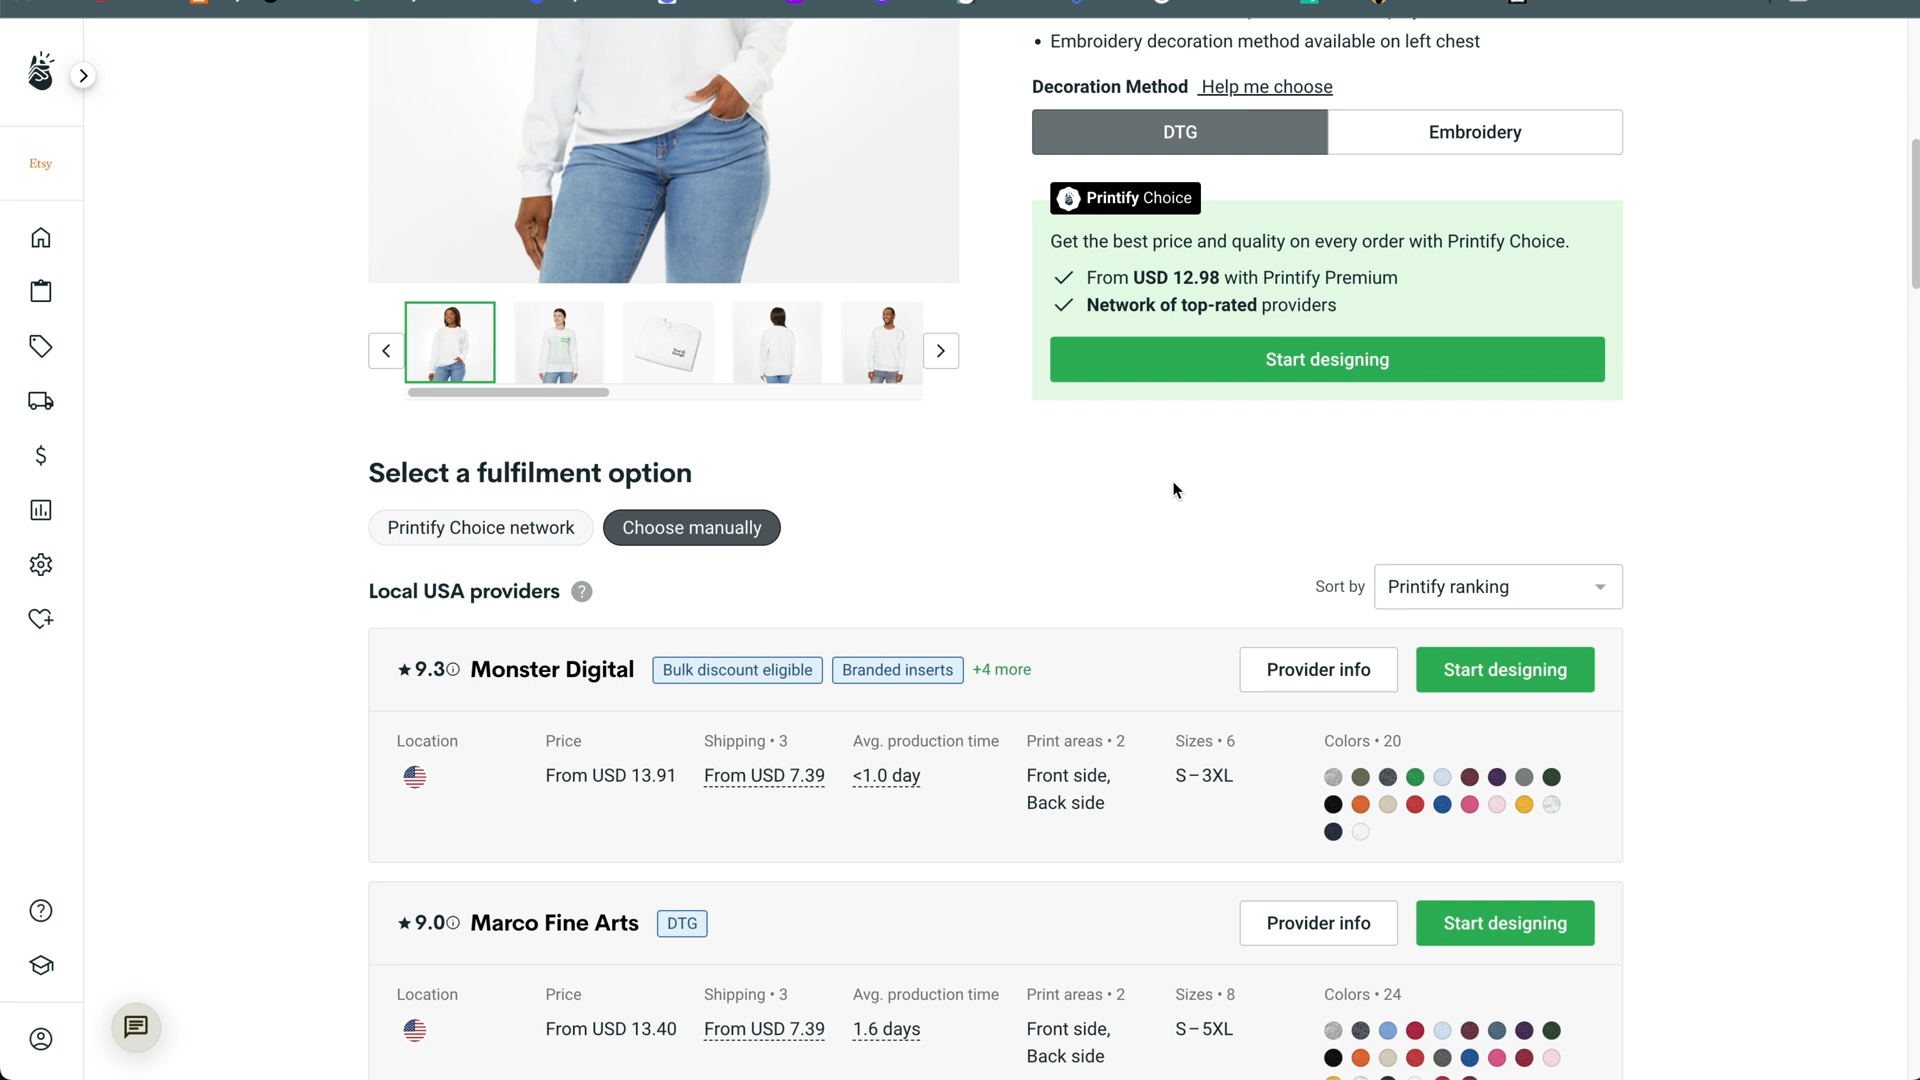 • Embroidery decoration method available on left chest
Decoration Method Help me choose
DTG Embroidery
Printify Choice
Get the best price and quality on every order with Printify Choice.
From USD 12.98 with Printify Premium
Network of top-rated providers
Start designing
Etsy
Select a fulfilment option
Printify Choice network Choose manually
Local USA providers ?
Sort by Printify ranking
9.3 Monster Digital Bulk discount eligible Branded inserts +4 more Provider info Start designing
Location Price Shipping • 3 Avg. production time Print areas • 2 Sizes • 6 Colors • 20
From USD 13.91 From USD 7.39 <1.0 day Front side, S–3XL
Back side
9.0 Marco Fine Arts DTG Provider info Start designing
Location Price Shipping • 3 Avg. production time Print areas • 2 Sizes • 8 Colors • 24
From USD 13.40 From USD 7.39 1.6 days Front side, S–5XL
Back side